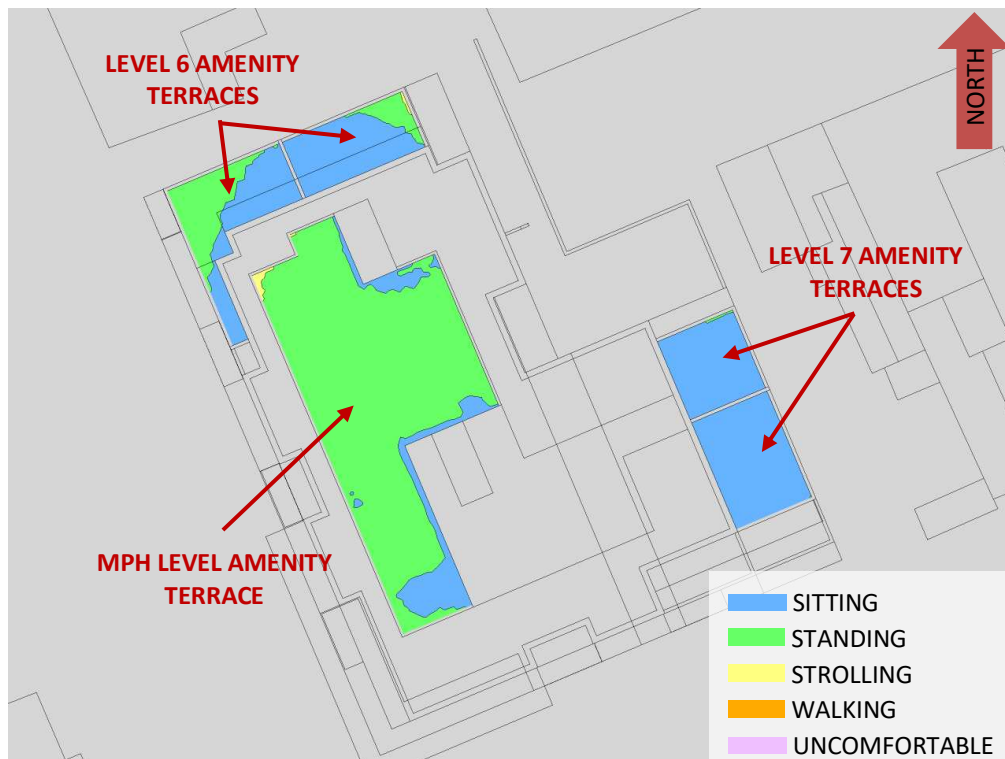 LEVEL 6 AMENITY
TERRACES
NORTH
LEVEL 7 AMENITY
TERRACES
MPH LEVEL AMENITY
TERRACE
SITTING
STANDING
STROLLING
WALKING
UNCOMFORTABLE